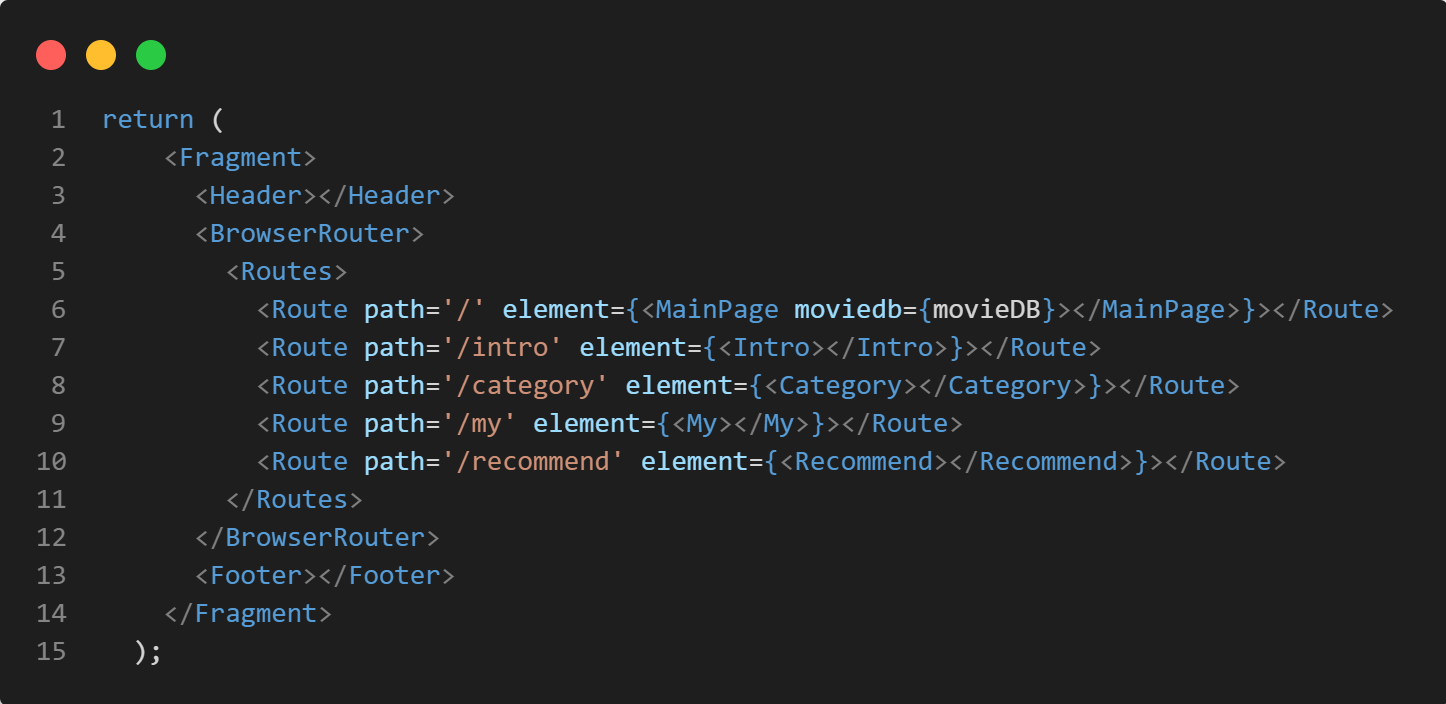 1 return (
2     <Fragment>
3       <Header></Header>
4       <BrowserRouter>
5         <Routes>
6           <Route path='/' element={<MainPage moviedb={movieDB}></MainPage>}></Route>
7           <Route path='/intro' element={<Intro></Intro>}></Route>
8           <Route path='/category' element={<Category></Category>}></Route>
9           <Route path='/my' element={<My></My>}></Route>
10           <Route path='/recommend' element={<Recommend></Recommend>}></Route>
11         </Routes>
12       </BrowserRouter>
13       <Footer></Footer>
14     </Fragment>
15   );